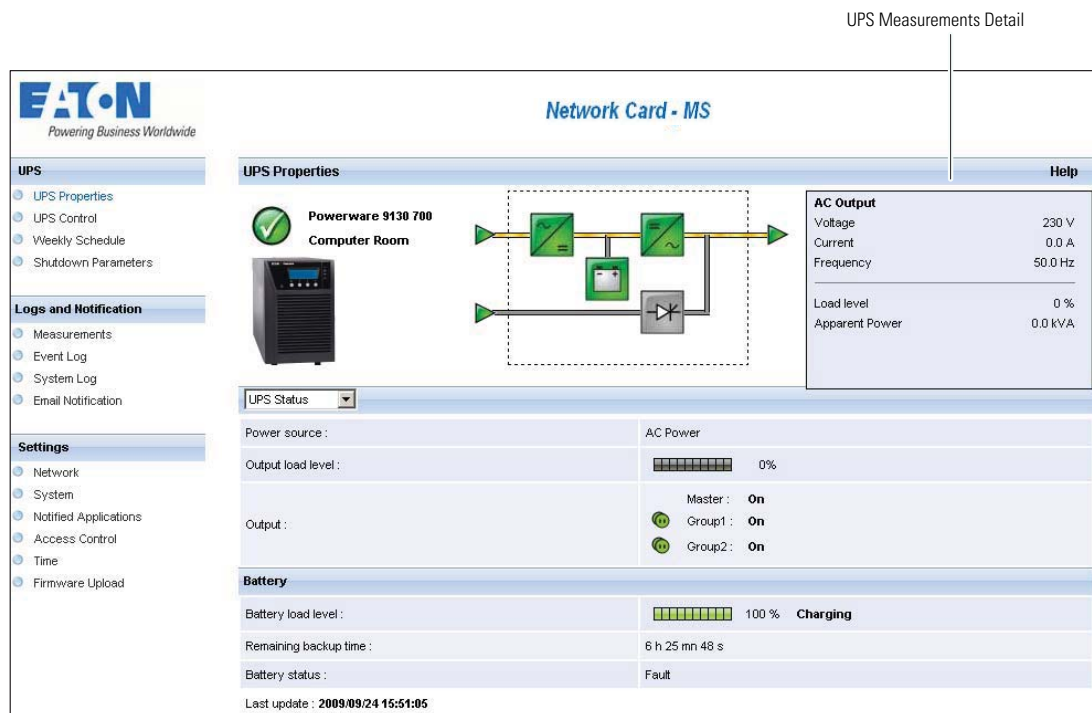 UPS Measurements Detail
EATON
Powering Business Worldwide
Network Card - MS
UPS
UPS Properties
UPS Control
Weekly Schedule
Shutdown Parameters
Logs and Notification
Measurements
Event Log
System Log
Email Notification
Settings
Network
System
Notified Applications
Access Control
Time
Firmware Upload
UPS Properties Help
Powerware 9130 700
Computer Room
AC Output
Voltage 230 V
Current 0.0 A
Frequency 50.0 Hz
Load level 0 %
Apparent Power 0.0 kVA
UPS Status
Power source : AC Power
Output load level : 0%
Output :
Master : On
Group1 : On
Group2 : On
Battery
Battery load level : 100 % Charging
Remaining backup time : 6 h 25 mn 48 s
Battery status : Fault
Last update : 2009/09/24 15:51:05